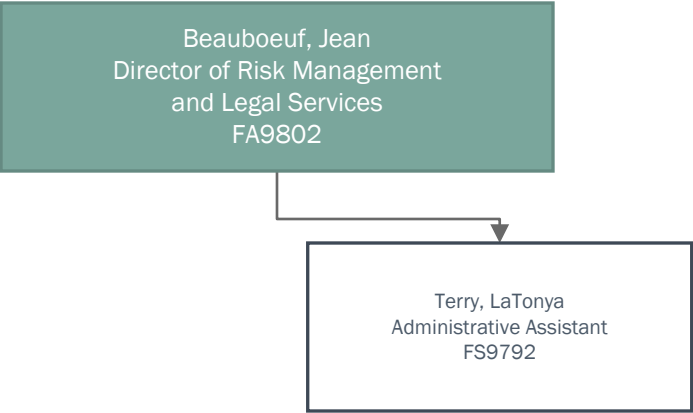 Beauboeuf, Jean
Director of Risk Management
and Legal Services
FA9802
Terry, LaTonya
Administrative Assistant
FS9792